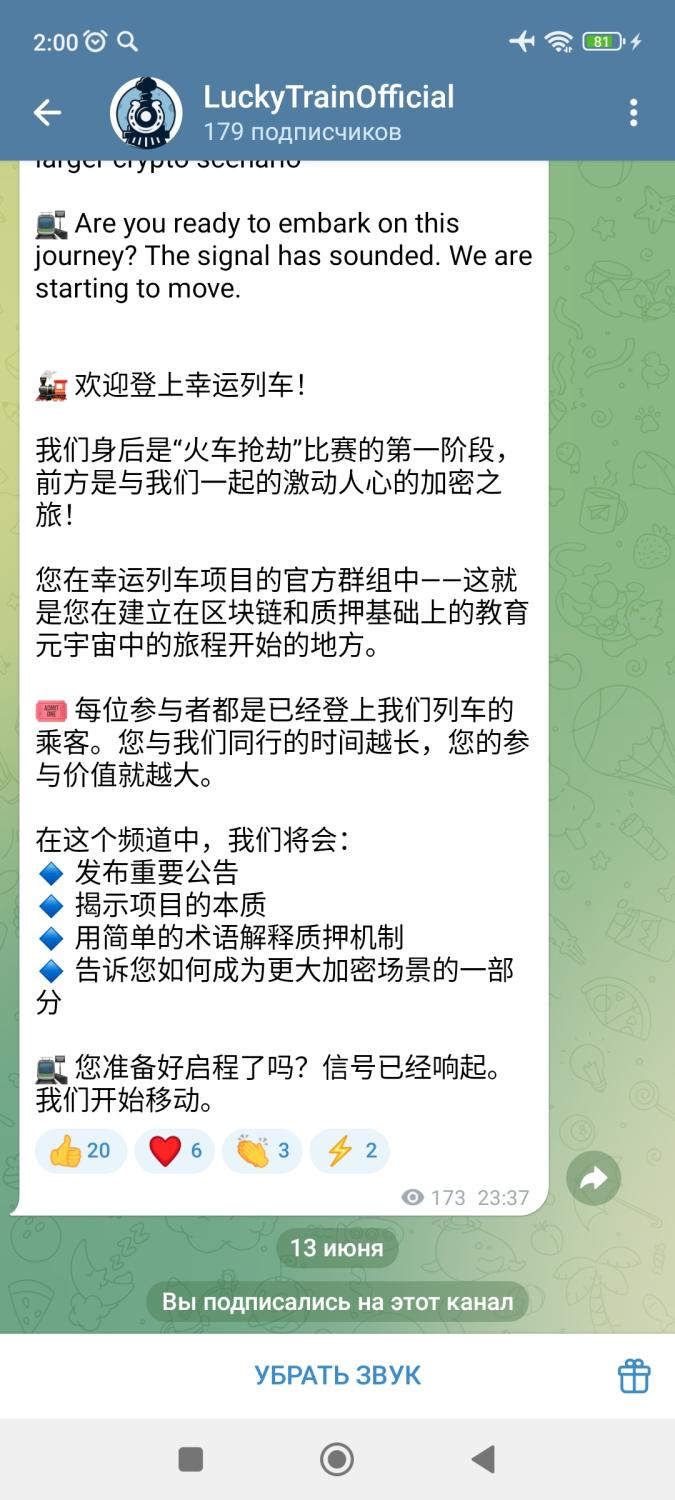 2:00
81
LuckyTrainOfficial
179 подписчиков
larger crypto scenario
Are you ready to embark on this
journey? The signal has sounded. We are
starting to move.
欢迎登上幸运列车！
我们身后是“火车抢劫”比赛的第一阶段，
前方是与我们一起的激动人心的加密之
旅！
您在幸运列车项目的官方群组中——这就
是您在建立在区块链和质押基础上的教育
元宇宙中的旅程开始的地方。
每位参与者都是已经登上我们列车的
乘客。您与我们同行的时间越长，您的参
与价值就越大。
在这个频道中，我们将会：
发布重要公告
揭示项目的本质
用简单的术语解释质押机制
告诉您如何成为更大加密场景的一部
分
您准备好启程了吗？信号已经响起。
我们开始移动。
20 6 3 2
173 23:37
13 июня
Вы подписались на этот канал
УБРАТЬ ЗВУК